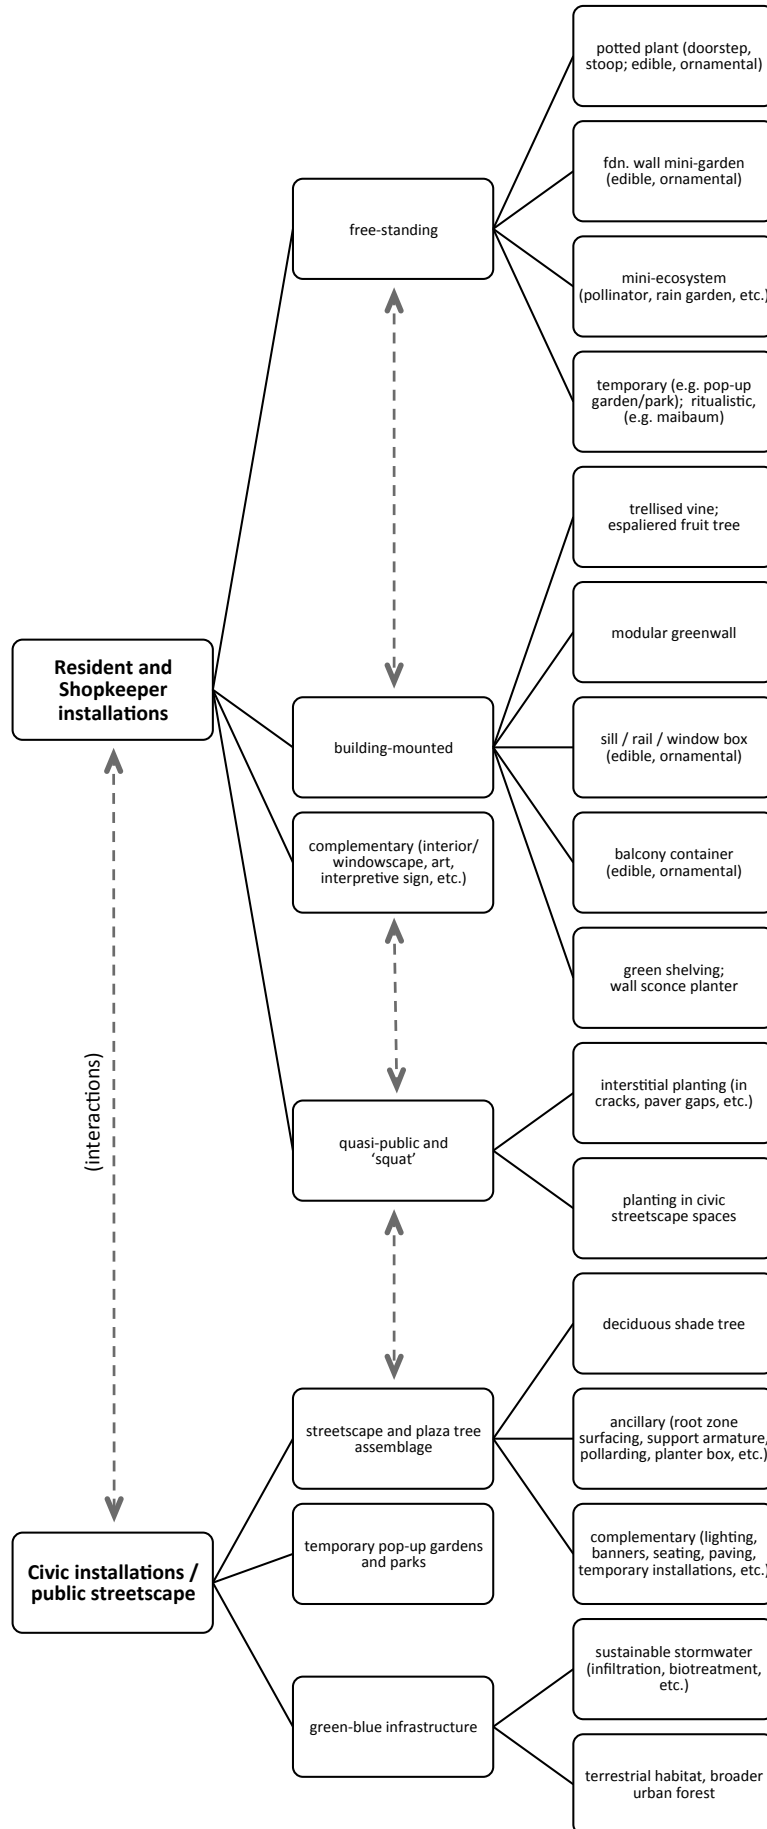 potted plant (doorstep,
stoop; edible, ornamental)
fdn. wall mini-garden
(edible, ornamental)
free-standing
mini-ecosystem
(pollinator, rain garden, etc.)
temporary (e.g. pop-up
garden/park);  ritualistic,
(e.g. maibaum)
trellised vine;
espaliered fruit tree
modular greenwall
Resident and
Shopkeeper
installations
building-mounted
sill / rail / window box
(edible, ornamental)
complementary (interior/
windowscape, art,
interpretive sign, etc.)
balcony container
(edible, ornamental)
green shelving;
wall sconce planter
(interactions)
interstitial planting (in
cracks, paver gaps, etc.)
quasi-public and
‘squat’
planting in civic
streetscape spaces
deciduous shade tree
streetscape and plaza tree
assemblage
ancillary (root zone
surfacing, support armature,
pollarding, planter box, etc.)
Civic installations /
public streetscape
temporary pop-up gardens
and parks
complementary (lighting,
banners, seating, paving,
temporary installations, etc.)
sustainable stormwater
(infiltration, biotreatment,
etc.)
green-blue infrastructure
terrestrial habitat, broader
urban forest